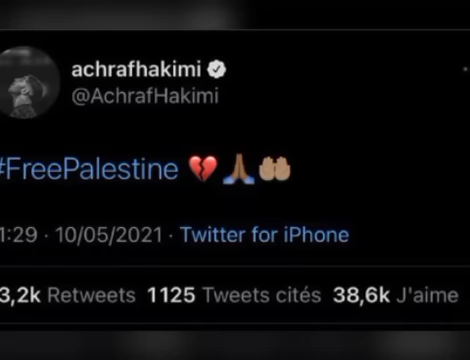 achrafhakimi
@AchrafHakimi
#FreePalestine 💔🙏🏾🤲🏽
1:29 · 10/05/2021 · Twitter for iPhone
3,2k Retweets 1125 Tweets cités 38,6k J'aime